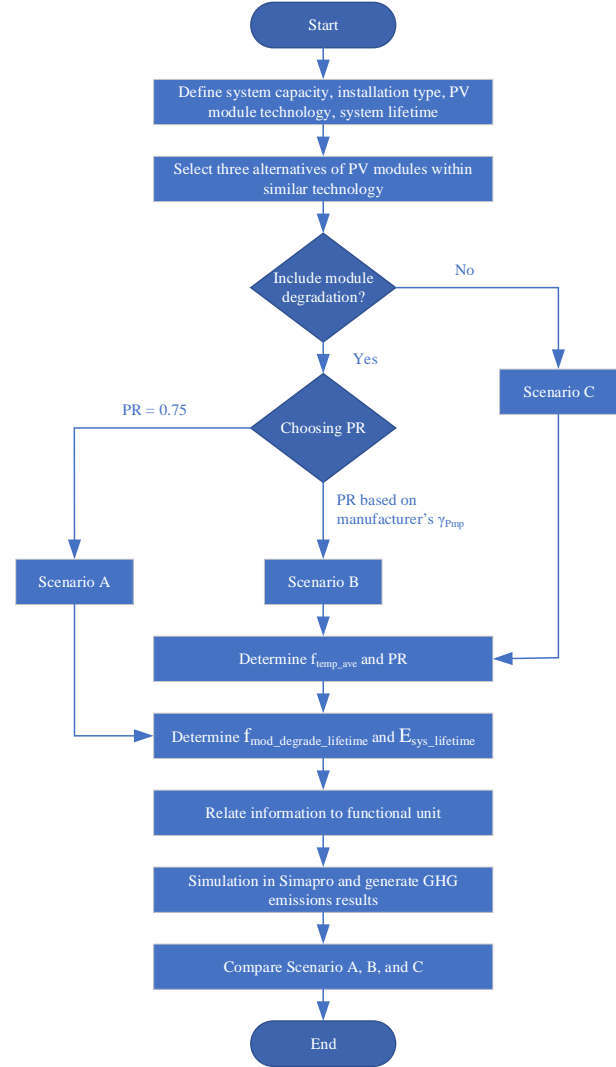 Start
Define system capacity, installation type, PV
module technology, system lifetime
Select three alternatives of PV modules within
similar technology
Include module
degradation?
No
Yes
Scenario C
PR = 0.75
Choosing PR
PR based on
manufacturer’s γPmp
Scenario A
Scenario B
Determine ftemp_ave and PR
Determine fmod_degrade_lifetime and Esys_lifetime
Relate information to functional unit
Simulation in Simapro and generate GHG
emissions results
Compare Scenario A, B, and C
End